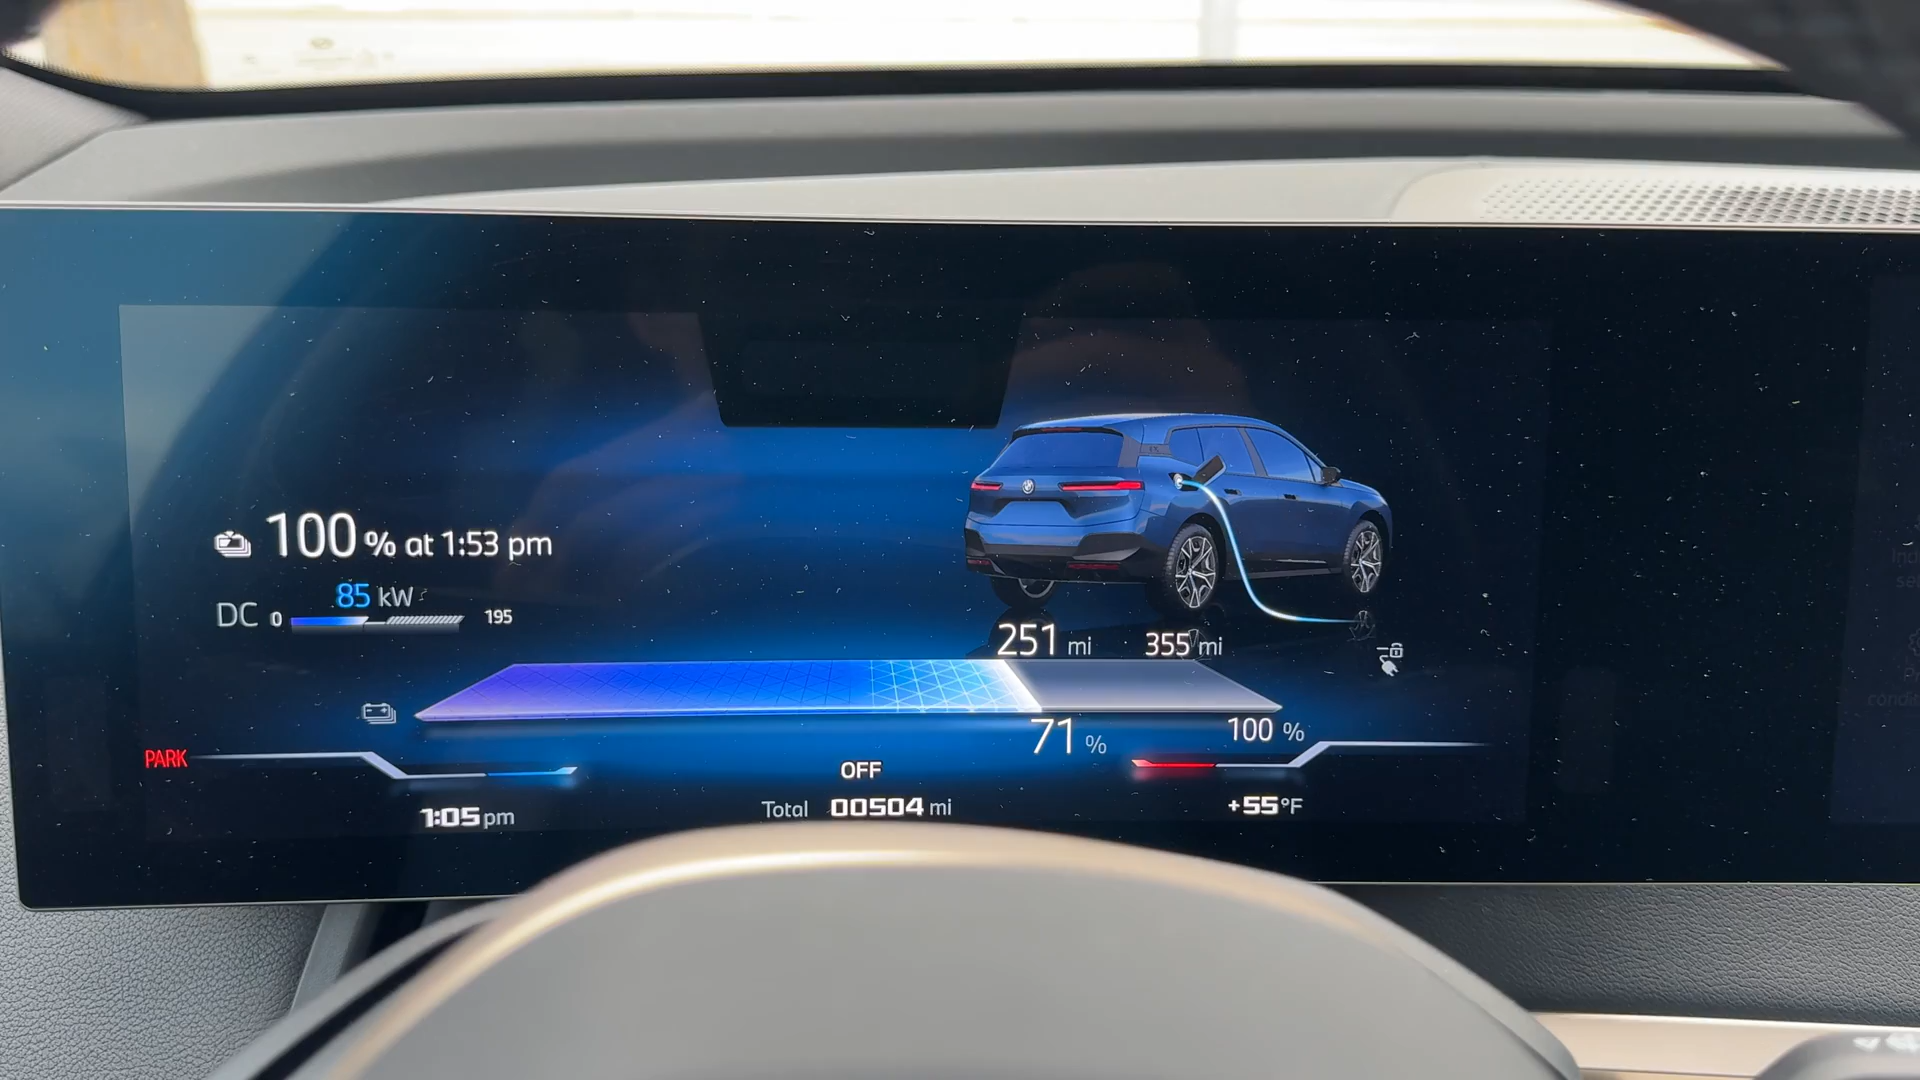 100 % at 1:53 pm
85 kW
DC 0 195
251 mi 355 mi
71 % 100 %
PARK
OFF
1:05 pm
Total 00504 mi
+55°F